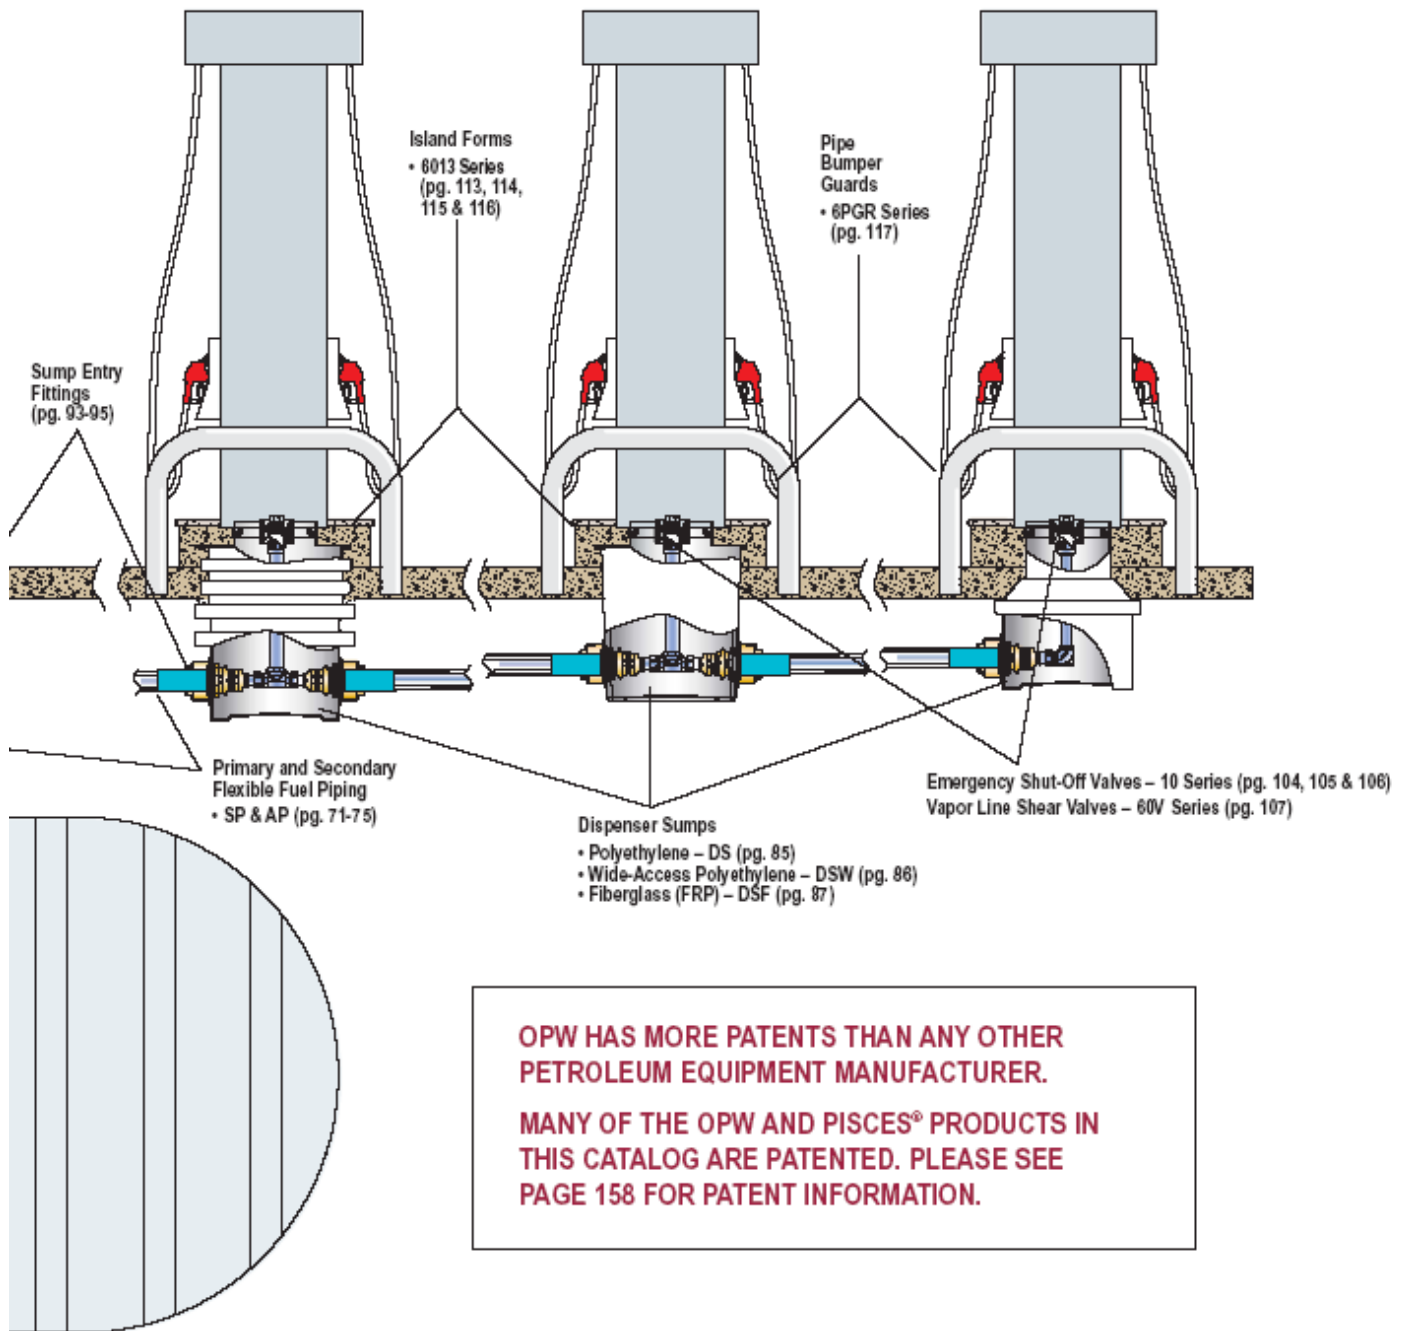 Island Forms
• 6013 Series
(pg. 113, 114,
115 & 116)
Pipe
Bumper
Guards
• 6PGR Series
(pg. 117)
Sump Entry
Fittings
(pg. 93-95)
Primary and Secondary
Flexible Fuel Piping
• SP & AP (pg. 71-75)
Dispenser Sumps
• Polyethylene – DS (pg. 85)
• Wide-Access Polyethylene – DSW (pg. 86)
• Fiberglass (FRP) – DSF (pg. 87)
Emergency Shut-Off Valves – 10 Series (pg. 104, 105 & 106)
Vapor Line Shear Valves – 60V Series (pg. 107)
OPW HAS MORE PATENTS THAN ANY OTHER
PETROLEUM EQUIPMENT MANUFACTURER.
MANY OF THE OPW AND PISCES® PRODUCTS IN
THIS CATALOG ARE PATENTED. PLEASE SEE
PAGE 158 FOR PATENT INFORMATION.